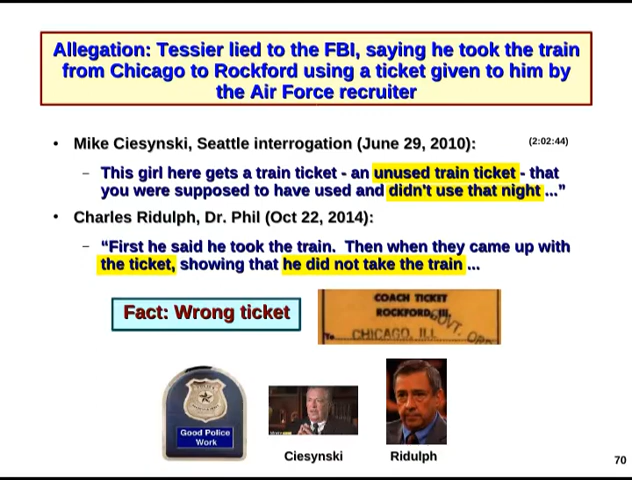 Allegation: Tessier lied to the FBI, saying he took the train
from Chicago to Rockford using a ticket given to him by
the Air Force recruiter
• Mike Ciesynski, Seattle interrogation (June 29, 2010): (2:02:44)
– This girl here gets a train ticket - an unused train ticket - that
you were supposed to have used and didn't use that night ...”
• Charles Ridulph, Dr. Phil (Oct 22, 2014):
– “First he said he took the train. Then when they came up with
the ticket, showing that he did not take the train ...
Fact: Wrong ticket
COACH TICKET
ROCKFORD, ILL
GOVT.
To CHICAGO, ILL
Good Police
Work
Ciesynski
Ridulph
70